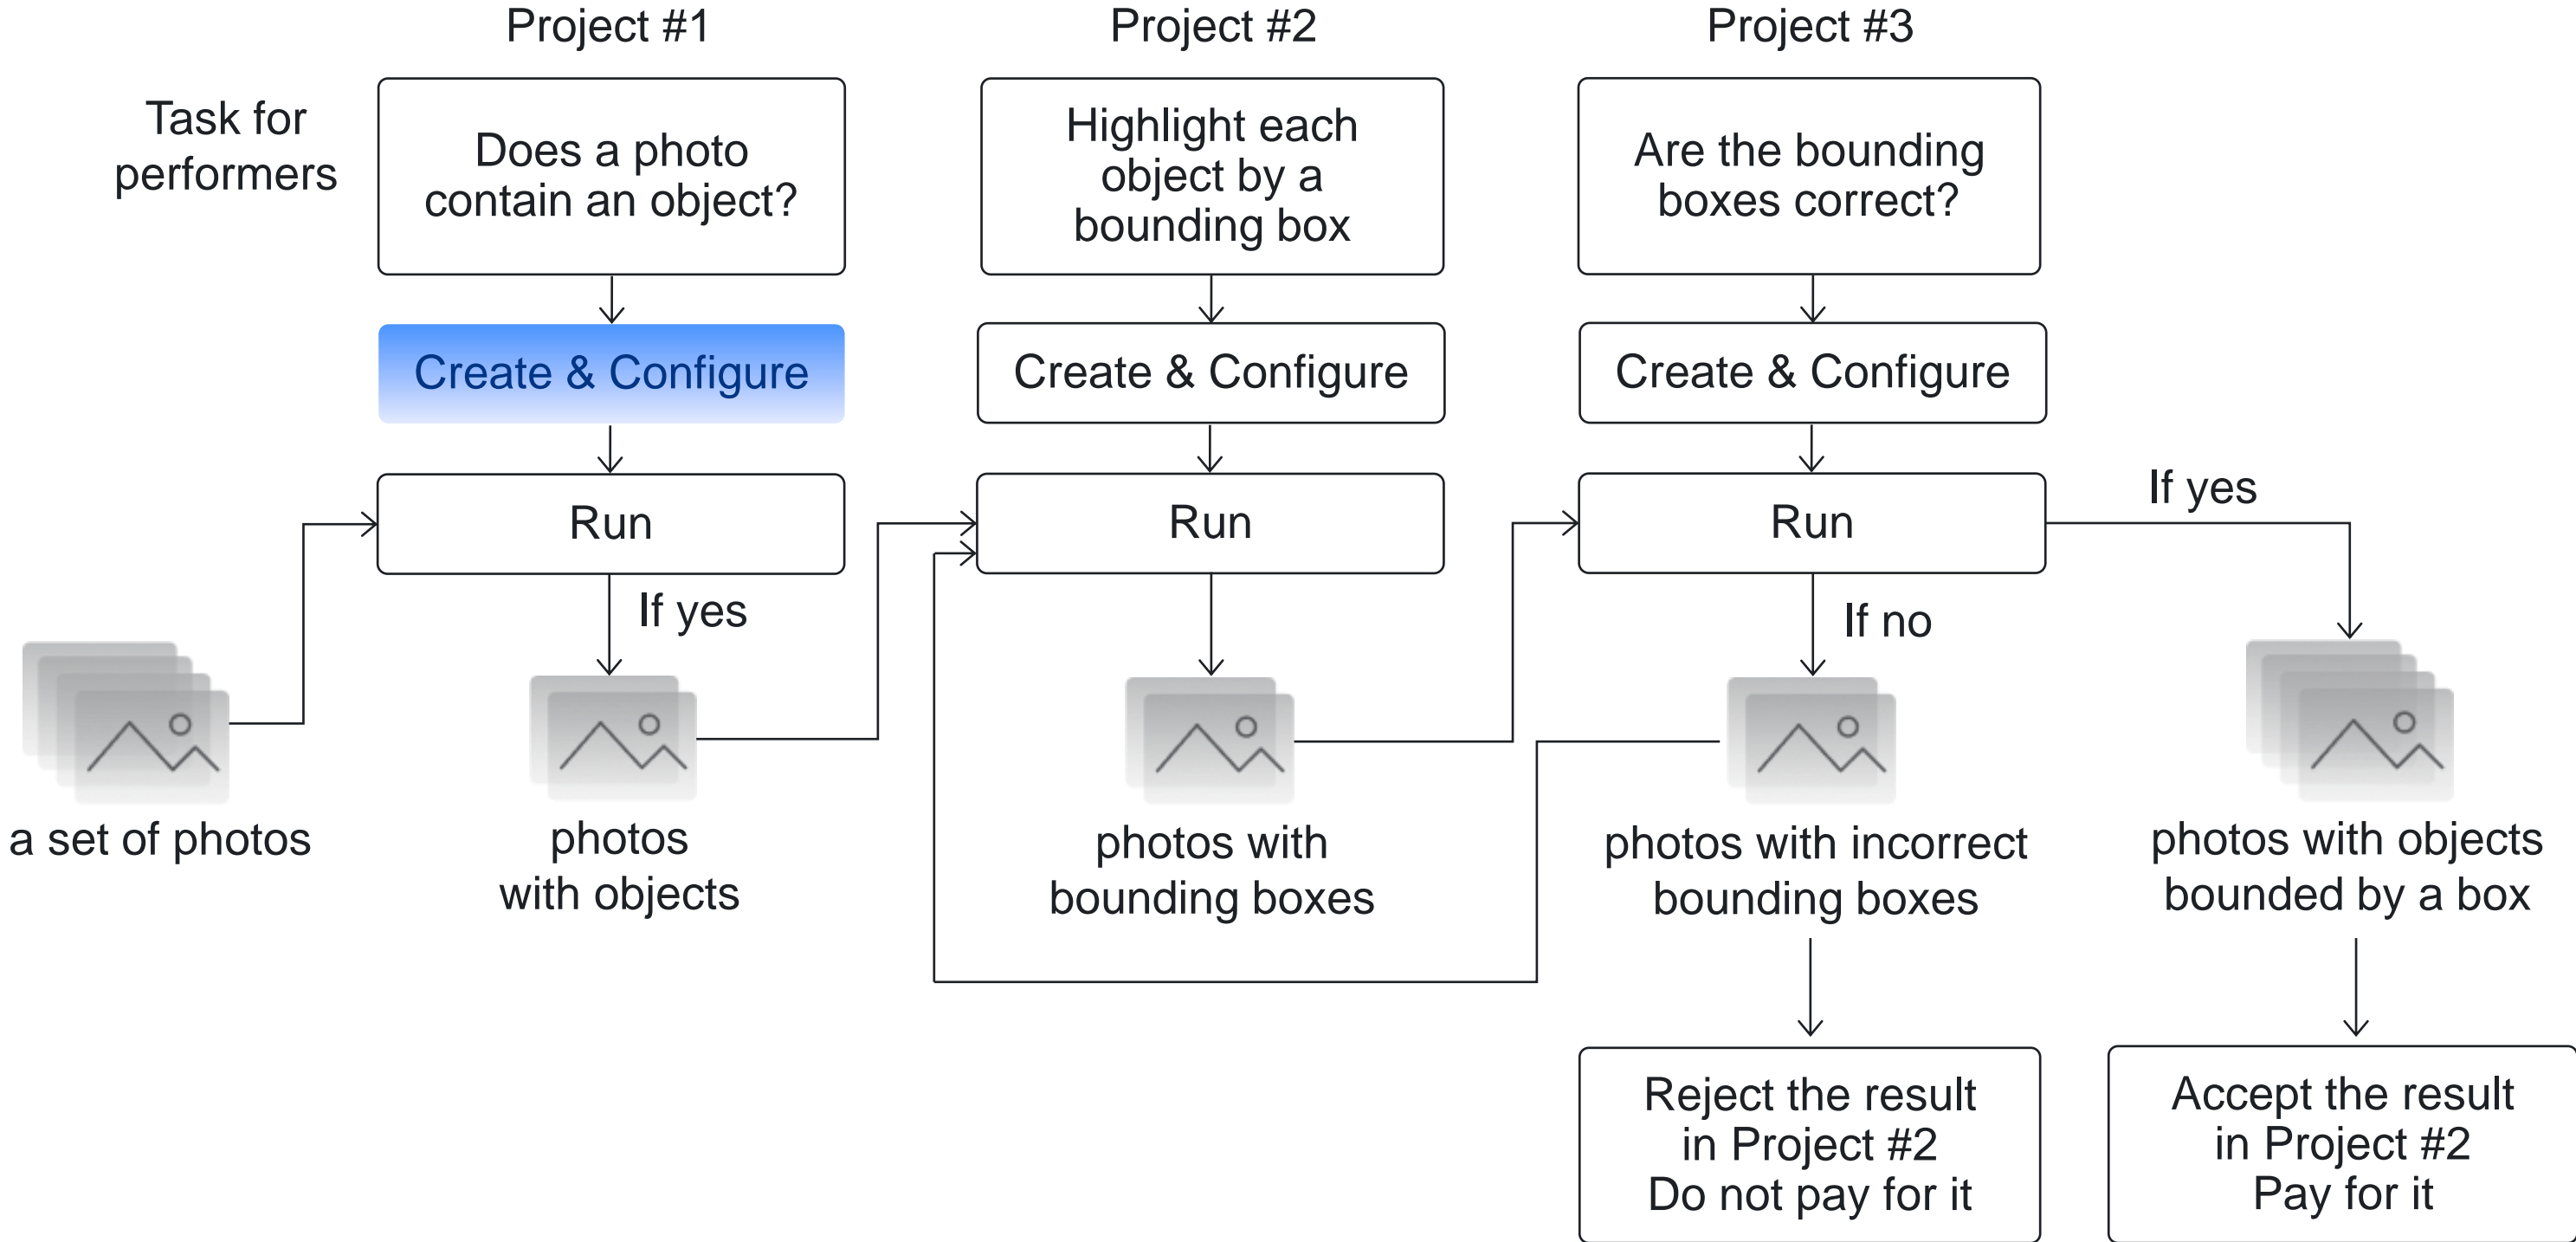 Project #1
Project #2
Project #3
Task for
performers
Does a photo
contain an object?
Highlight each
object by a
bounding box
Are the bounding
boxes correct?
Create & Configure
Create & Configure
Create & Configure
Run
Run
Run
If yes
If yes
If no
a set of photos
photos
with objects
photos with
bounding boxes
photos with incorrect
bounding boxes
photos with objects
bounded by a box
Reject the result
in Project #2
Do not pay for it
Accept the result
in Project #2
Pay for it